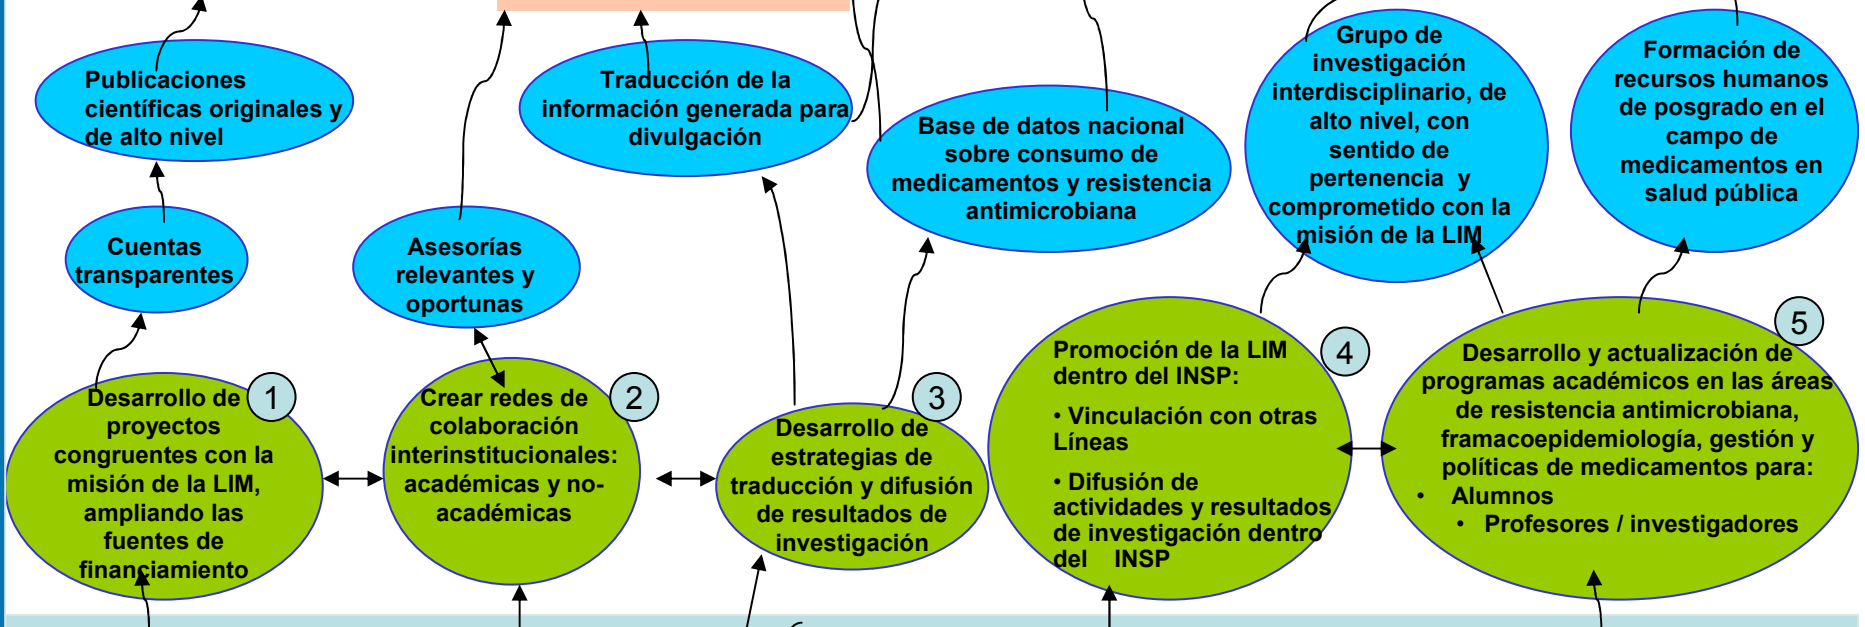 Publicaciones
científicas originales y
de alto nivel
Traducción de la
información generada para
divulgación
Base de datos nacional
sobre consumo de
medicamentos y resistencia
antimicrobiana
Grupo de
investigación
interdisciplinario, de
alto nivel, con
sentido de
pertenencia y
comprometido con la
misión de la LIM
Formación de
recursos humanos
de posgrado en el
campo de
medicamentos en
salud pública
Cuentas
transparentes
Asesorías
relevantes y
oportunas
1
Desarrollo de
proyectos
congruentes con la
misión de la LIM,
ampliando las
fuentes de
financiamiento
2
Crear redes de
colaboración
interinstitucionales:
académicas y no-
académicas
3
Desarrollo de
estrategias de
traducción y difusión
de resultados de
investigación
4
Promoción de la LIM
dentro del INSP:
• Vinculación con otras
Líneas
• Difusión de
actividades y resultados
de investigación dentro
del INSP
5
Desarrollo y actualización de
programas académicos en las áreas
de resistencia antimicrobiana,
framacoepidemiología, gestión y
políticas de medicamentos para:
• Alumnos
• Profesores / investigadores